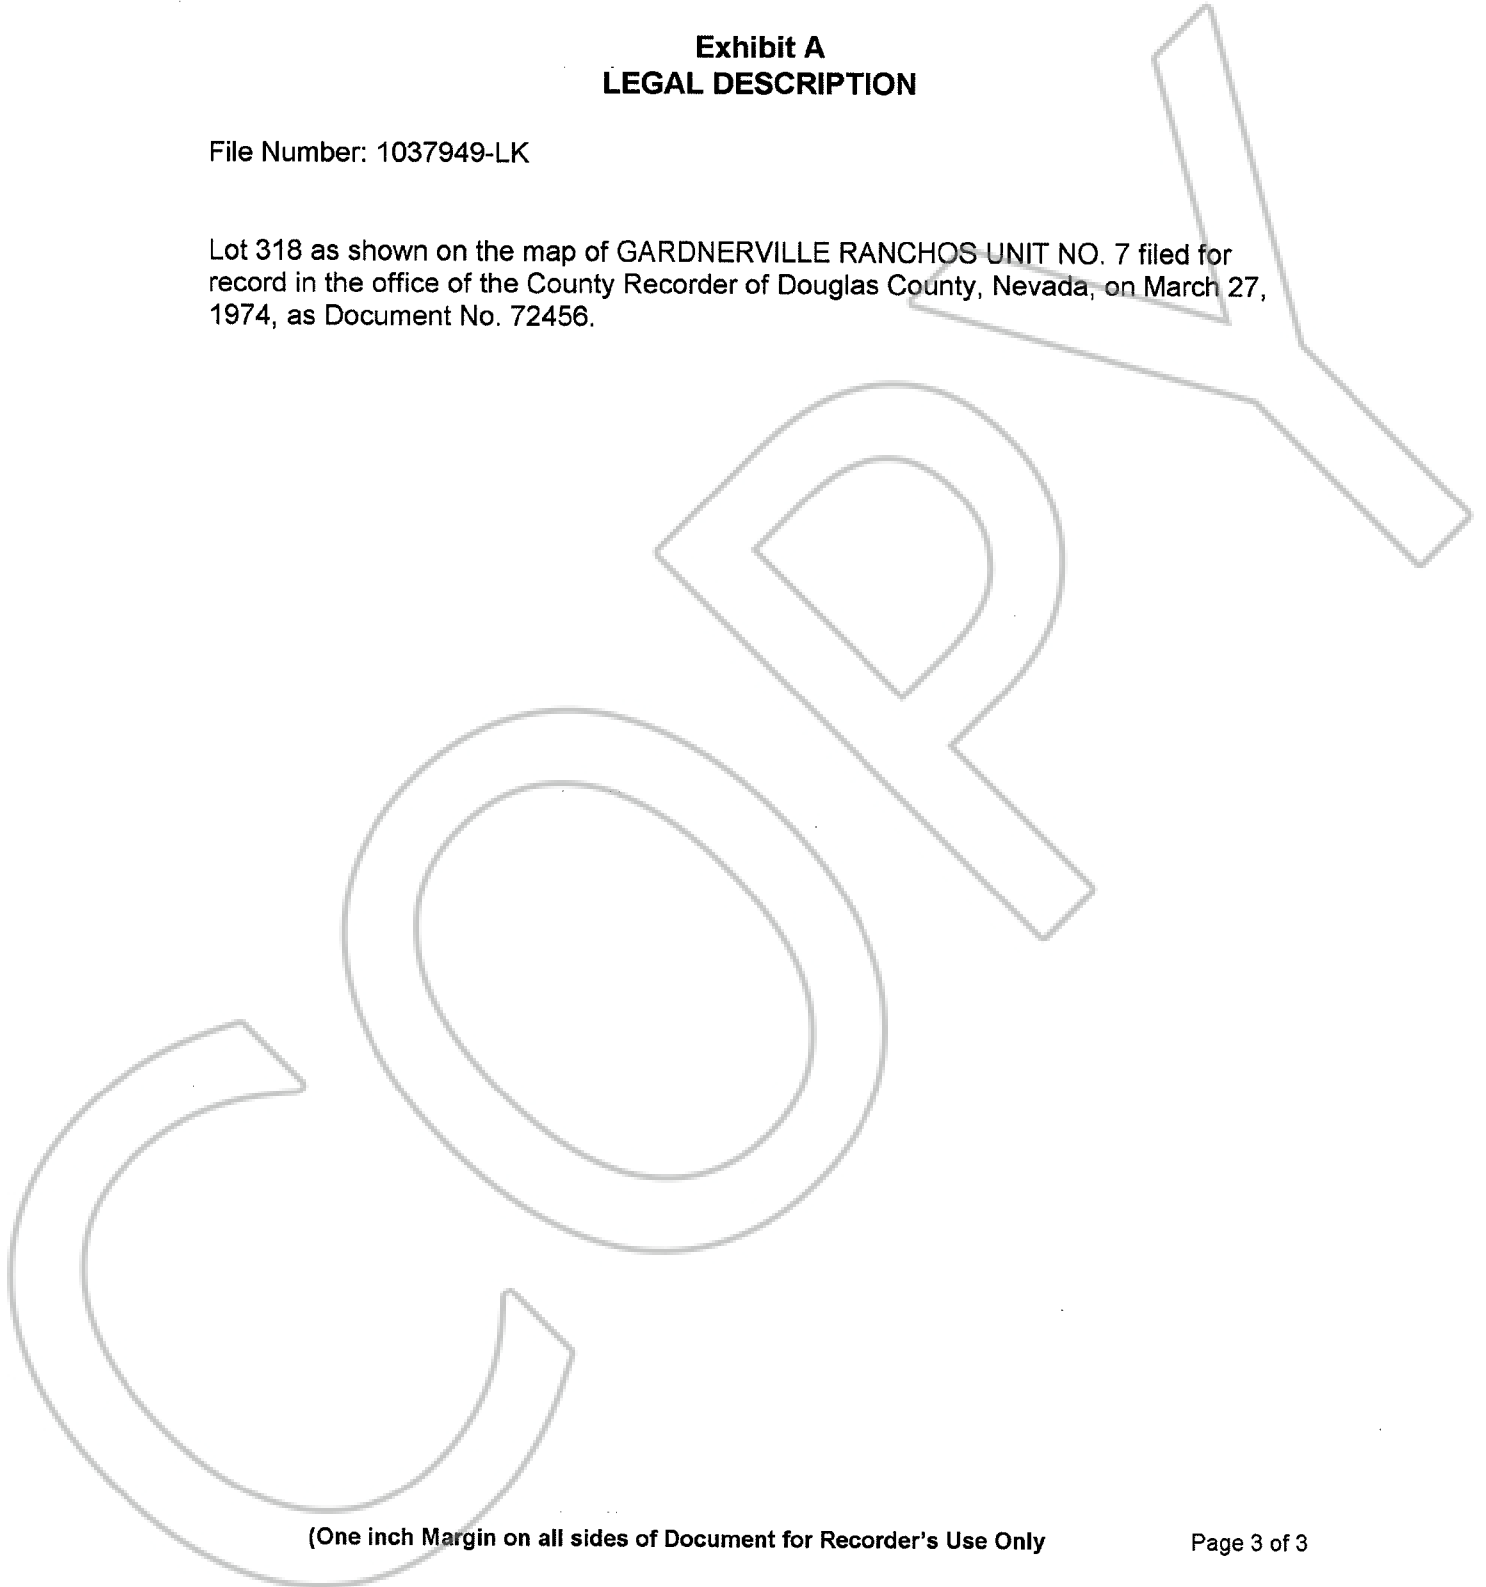 Exhibit A
LEGAL DESCRIPTION
File Number: 1037949-LK
Lot 318 as shown on the map of GARDNERVILLE RANCHOS UNIT NO. 7 filed for
record in the office of the County Recorder of Douglas County, Nevada, on March 27,
1974, as Document No. 72456.
COPY
(One inch Margin on all sides of Document for Recorder's Use Only
Page 3 of 3